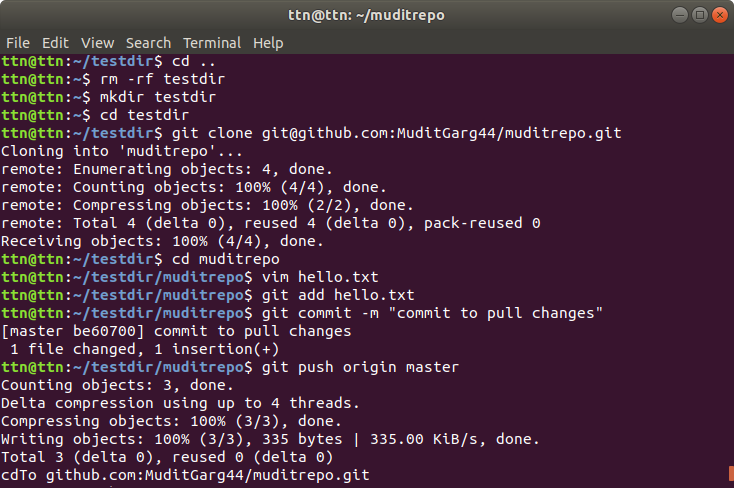 ttn@ttn: ~/muditrepo
File Edit View Search Terminal Help
ttn@ttn:~/testdir$ cd ..
ttn@ttn:~$ rm -rf testdir
ttn@ttn:~$ mkdir testdir
ttn@ttn:~$ cd testdir
ttn@ttn:~/testdir$ git clone git@github.com:MuditGarg44/muditrepo.git
Cloning into 'muditrepo'...
remote: Enumerating objects: 4, done.
remote: Counting objects: 100% (4/4), done.
remote: Compressing objects: 100% (2/2), done.
remote: Total 4 (delta 0), reused 4 (delta 0), pack-reused 0
Receiving objects: 100% (4/4), done.
ttn@ttn:~/testdir$ cd muditrepo
ttn@ttn:~/testdir/muditrepo$ vim hello.txt
ttn@ttn:~/testdir/muditrepo$ git add hello.txt
ttn@ttn:~/testdir/muditrepo$ git commit -m "commit to pull changes"
[master be60700] commit to pull changes
 1 file changed, 1 insertion(+)
ttn@ttn:~/testdir/muditrepo$ git push origin master
Counting objects: 3, done.
Delta compression using up to 4 threads.
Compressing objects: 100% (3/3), done.
Writing objects: 100% (3/3), 335 bytes | 335.00 KiB/s, done.
Total 3 (delta 0), reused 0 (delta 0)
cdTo github.com:MuditGarg44/muditrepo.git